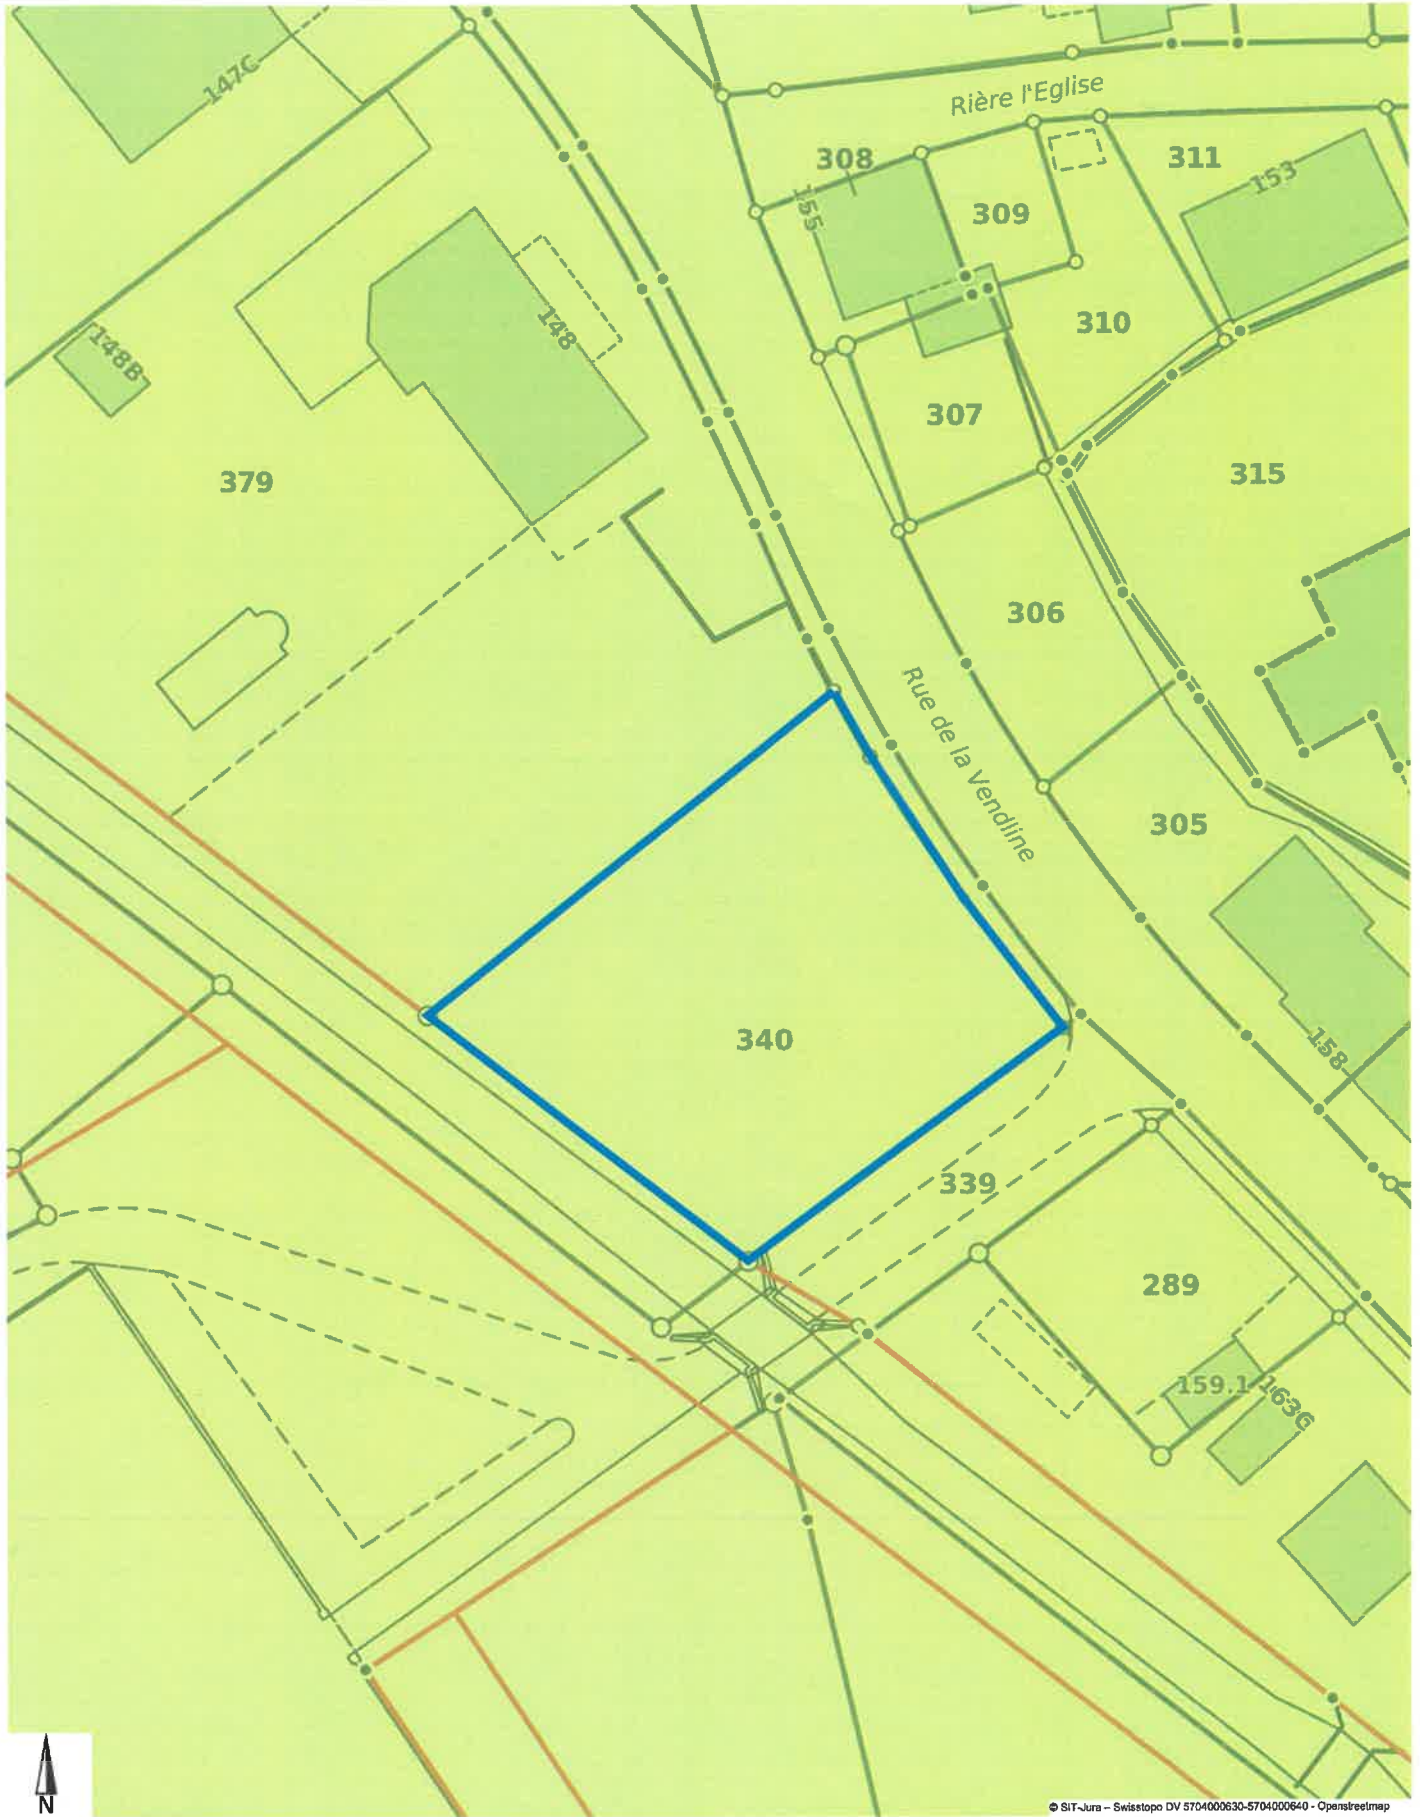 147C
Rière l'Eglise
308
311
153
155
309
148
310
148B
307
379
315
306
Rue de la Vendline
305
340
158
339
289
159.1
163C
N
© SIT-Jura – Swisstopo DV 5704000630-5704000640 - Openstreetmap